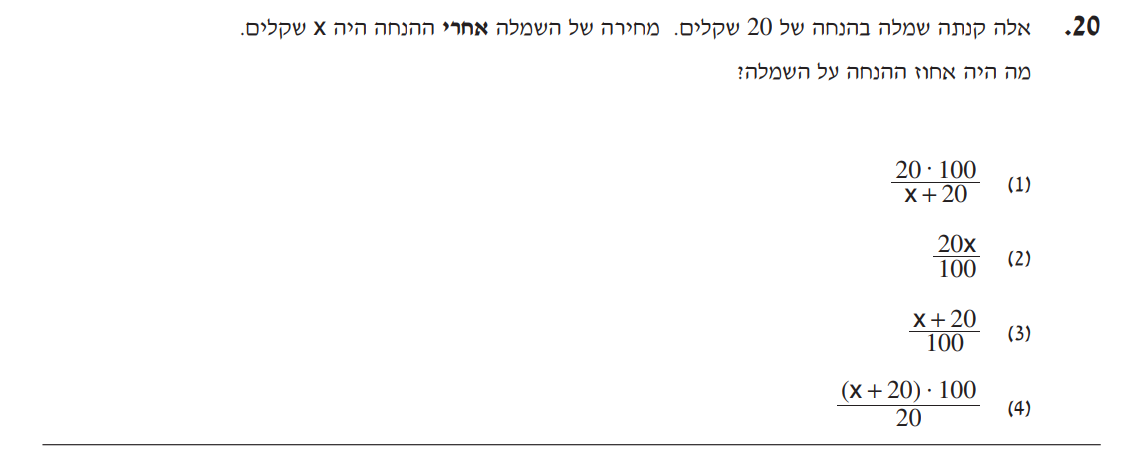 20. אלה קנתה שמלה בהנחה של 20 שקלים. מחירה של השמלה אחרי ההנחה היה x שקלים.
מה היה אחוז ההנחה על השמלה?
(1) \frac{20 \cdot 100}{x + 20}
(2) \frac{20x}{100}
(3) \frac{x + 20}{100}
(4) \frac{(x + 20) \cdot 100}{20}